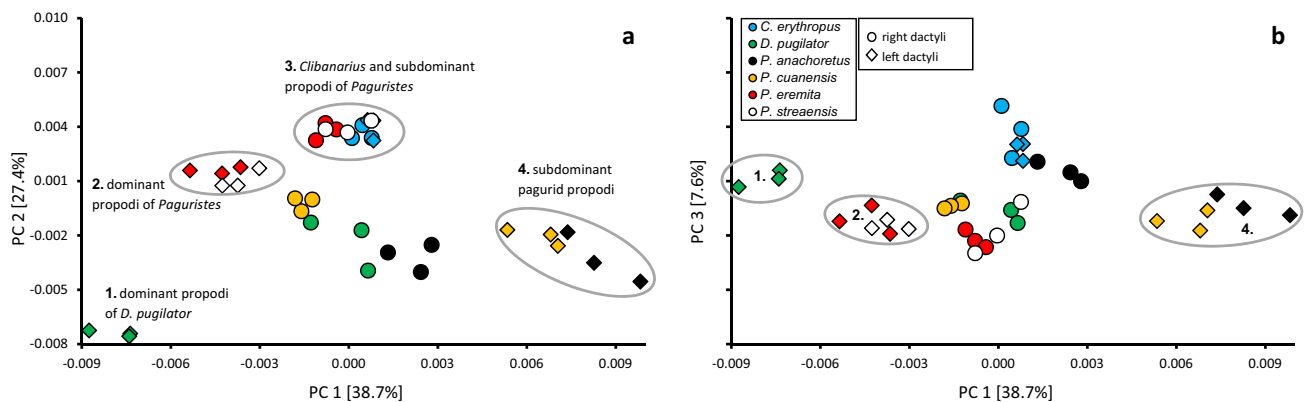 0.010
0.007
0.004
0.001
-0.002
-0.005
-0.008
PC 2 [27.4%]
a
3. Clibanarius and subdominant
propodi of Paguristes
2. dominant
propodi of Paguristes
4. subdominant
pagurid propodi
1. dominant propodi
of D. pugilator
-0.009 -0.006 -0.003 0.000 0.003 0.006 0.009
PC 1 [38.7%]
PC 3 [7.6%]
C. erythropus
D. pugilator
P. anachoretus
P. cuanensis
P. eremita
P. streaensis
right dactyli
left dactyli
b
1.
2.
4.
-0.009 -0.006 -0.003 0.000 0.003 0.006 0.009
PC 1 [38.7%]